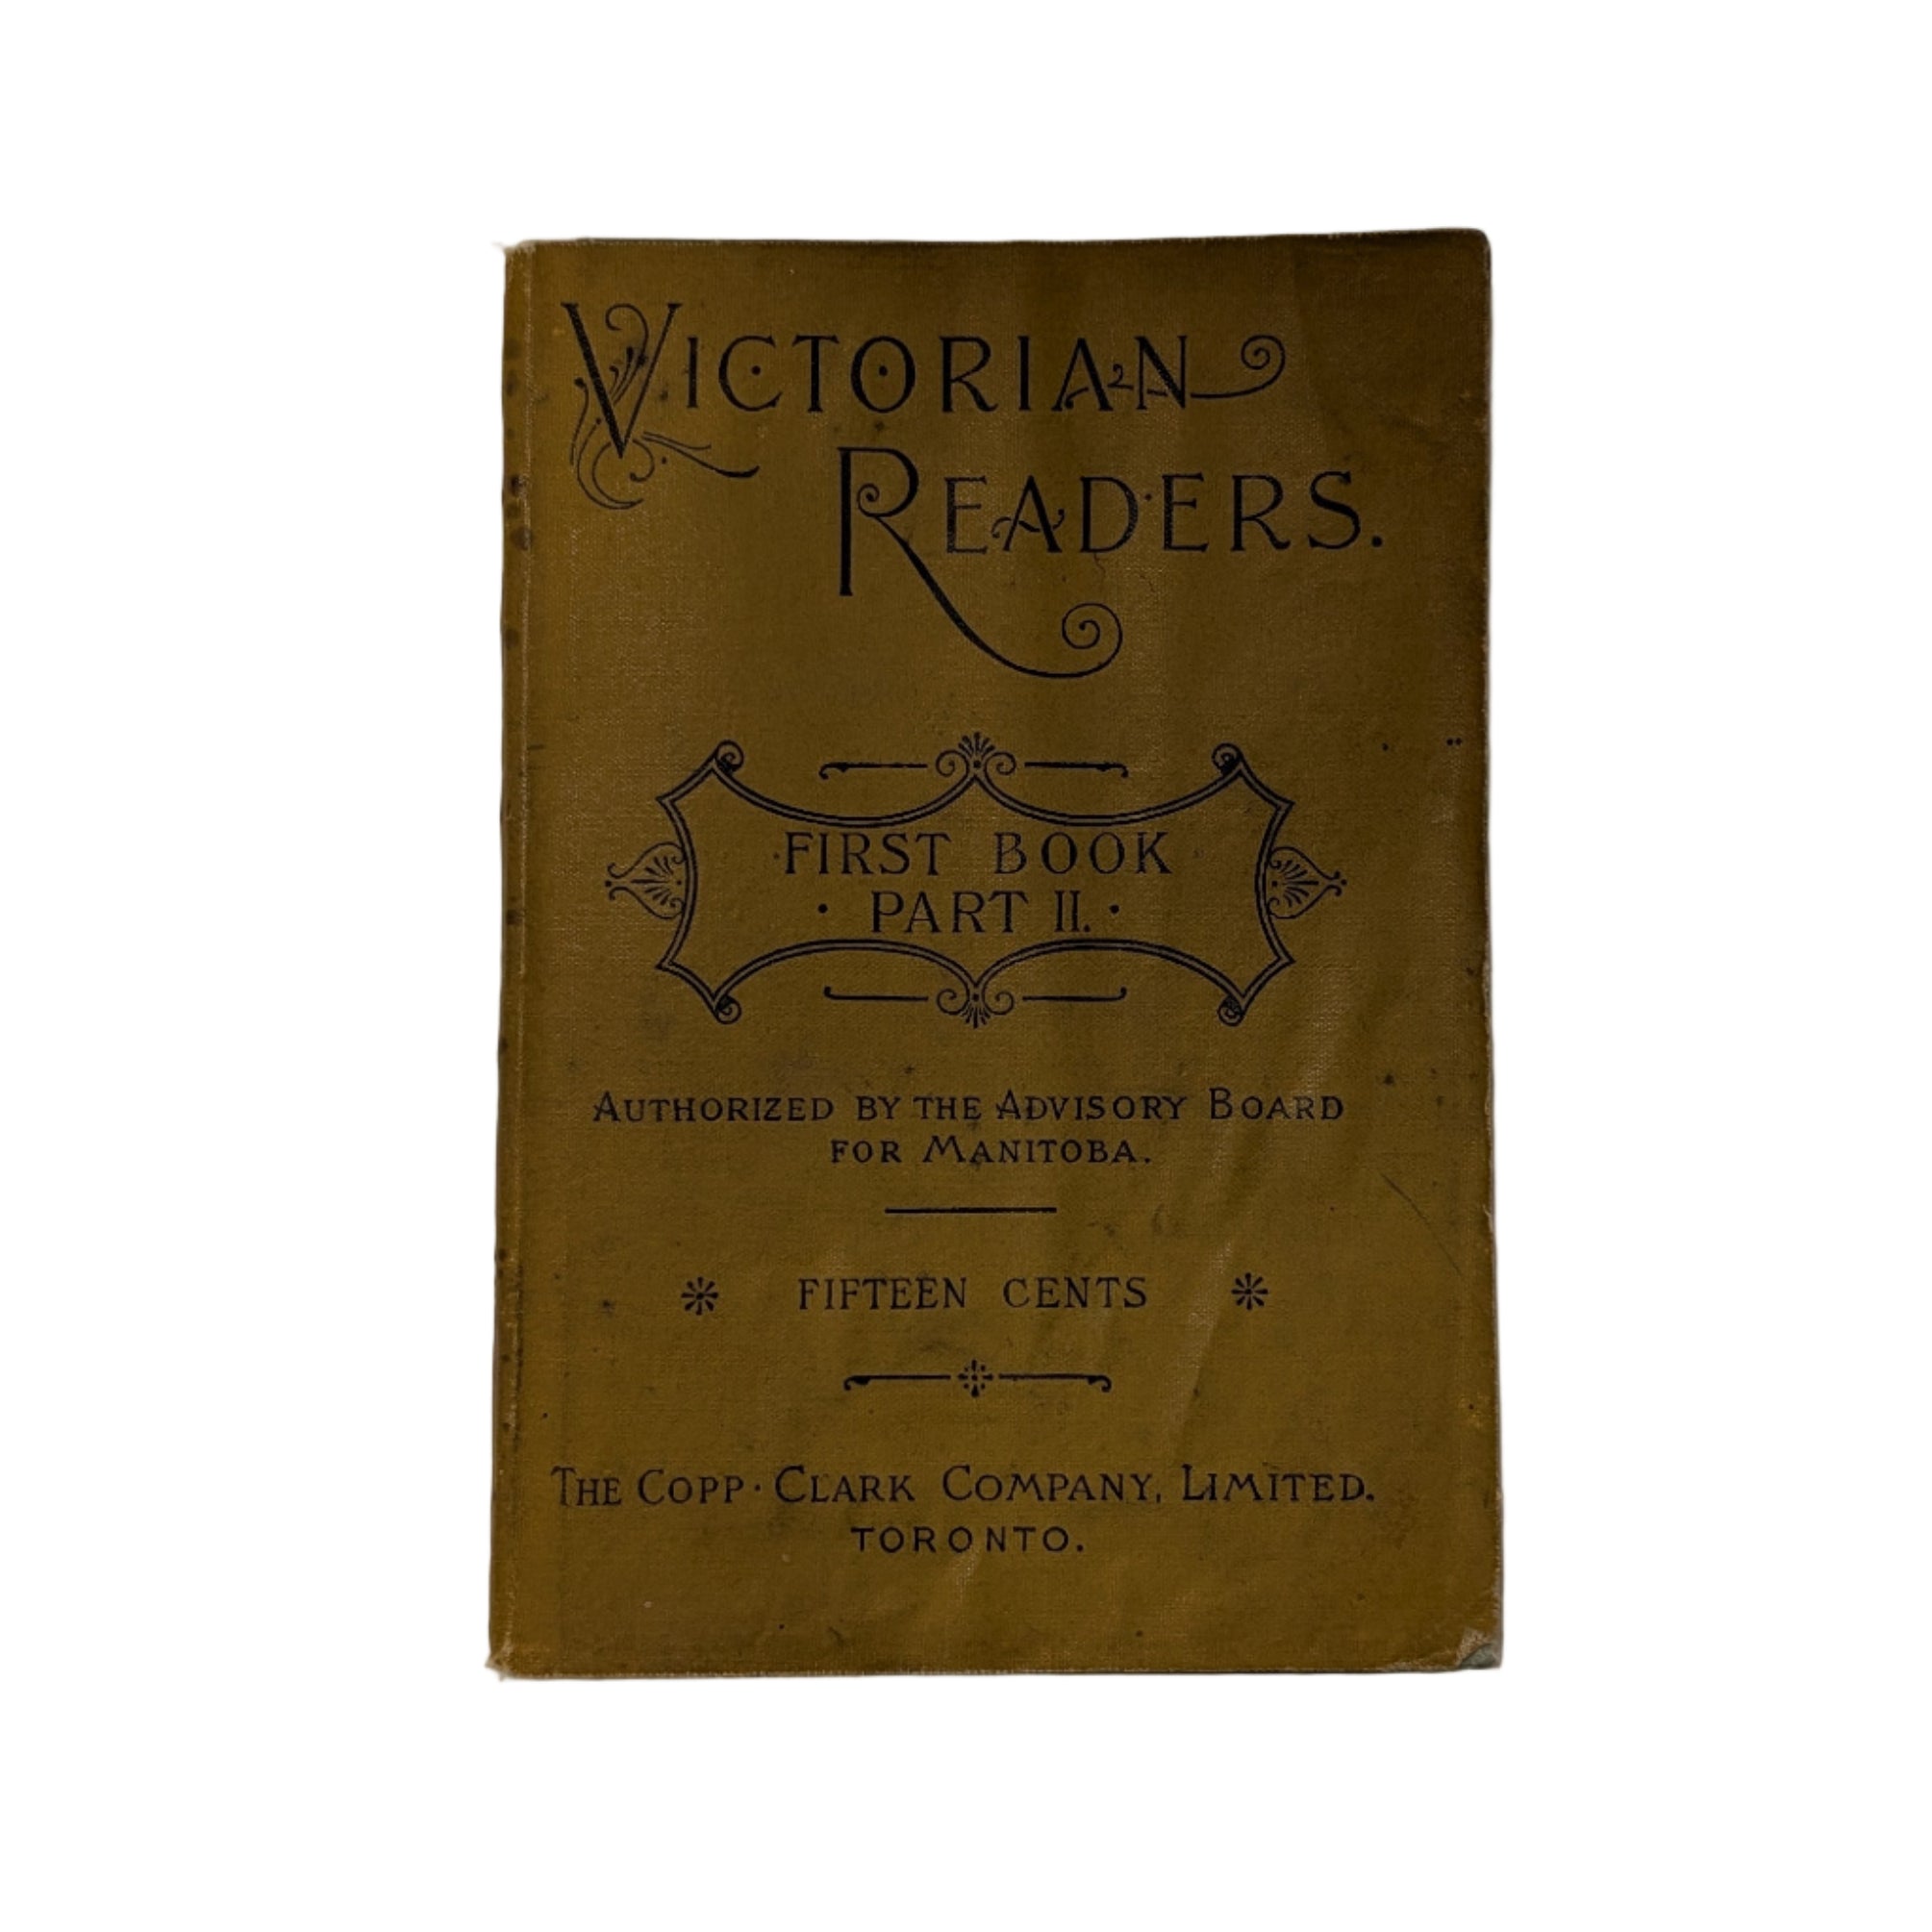 VICTORIAN
READERS.
FIRST BOOK
· PART II. ·
AUTHORIZED BY THE ADVISORY BOARD
FOR MANITOBA.
FIFTEEN CENTS
THE COPP·CLARK COMPANY, LIMITED.
TORONTO.